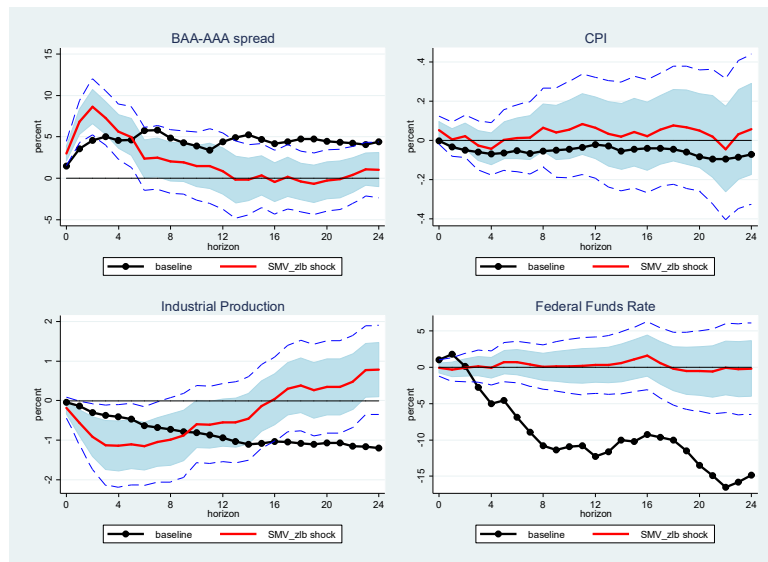 BAA-AAA spread
15
10
5
0
-5
percent
0 4 8 12 16 20 24
horizon
baseline SMV_zlb shock
CPI
.4
.2
0
-.2
-.4
percent
0 4 8 12 16 20 24
horizon
baseline SMV_zlb shock
Industrial Production
2
1
0
-1
-2
percent
0 4 8 12 16 20 24
horizon
baseline SMV_zlb shock
Federal Funds Rate
5
0
-5
-10
-15
percent
0 4 8 12 16 20 24
horizon
baseline SMV_zlb shock